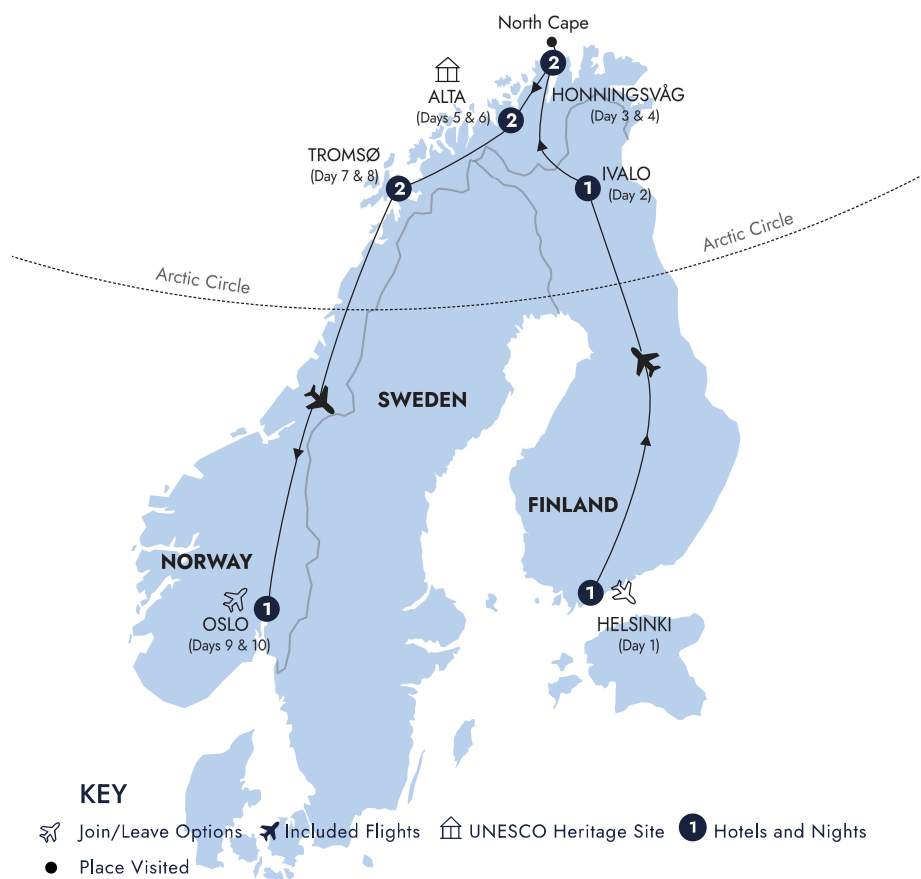 North Cape
2
HONNINGSVÅG
(Day 3 & 4)
ALTA
(Days 5 & 6)
2
TROMSØ
(Day 7 & 8)
2
IVALO
(Day 2)
1
Arctic Circle
Arctic Circle
SWEDEN
FINLAND
NORWAY
1
OSLO
(Days 9 & 10)
1
HELSINKI
(Day 1)
KEY
Join/Leave Options
Included Flights
UNESCO Heritage Site
1 Hotels and Nights
Place Visited